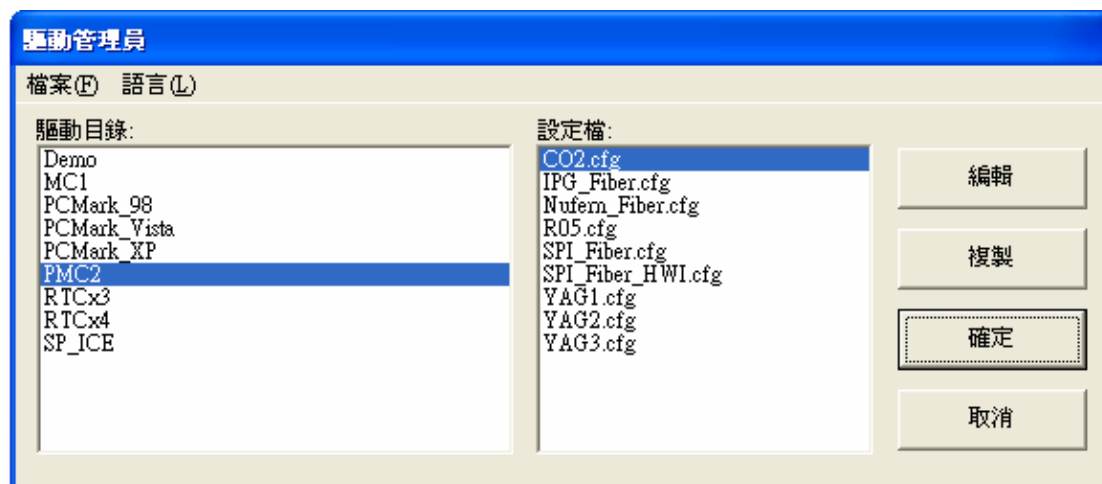 驅動管理員
檔案(F) 語言(L)
驅動目錄:
Demo
MC1
PCMark_98
PCMark_Vista
PCMark_XP
PMC2
RTCx3
RTCx4
SP_ICE
設定檔:
CO2.cfg
IPG_Fiber.cfg
Nufern_Fiber.cfg
R05.cfg
SPI_Fiber.cfg
SPI_Fiber_HWI.cfg
YAG1.cfg
YAG2.cfg
YAG3.cfg
編輯
複製
確定
取消